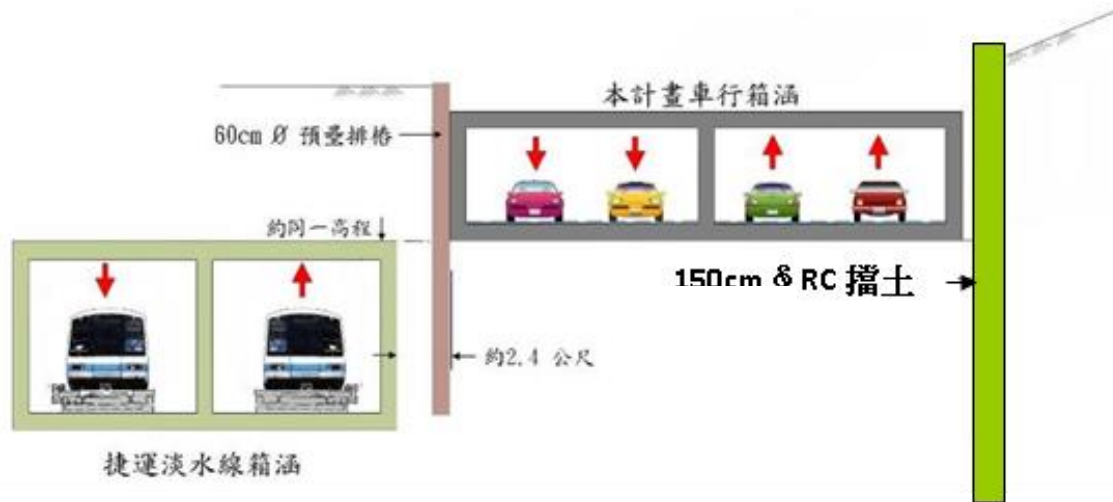 本計畫車行箱涵
60cm Ø 預壘排樁
約同一高程
150cm & RC 擋土
約2.4 公尺
捷運淡水線箱涵